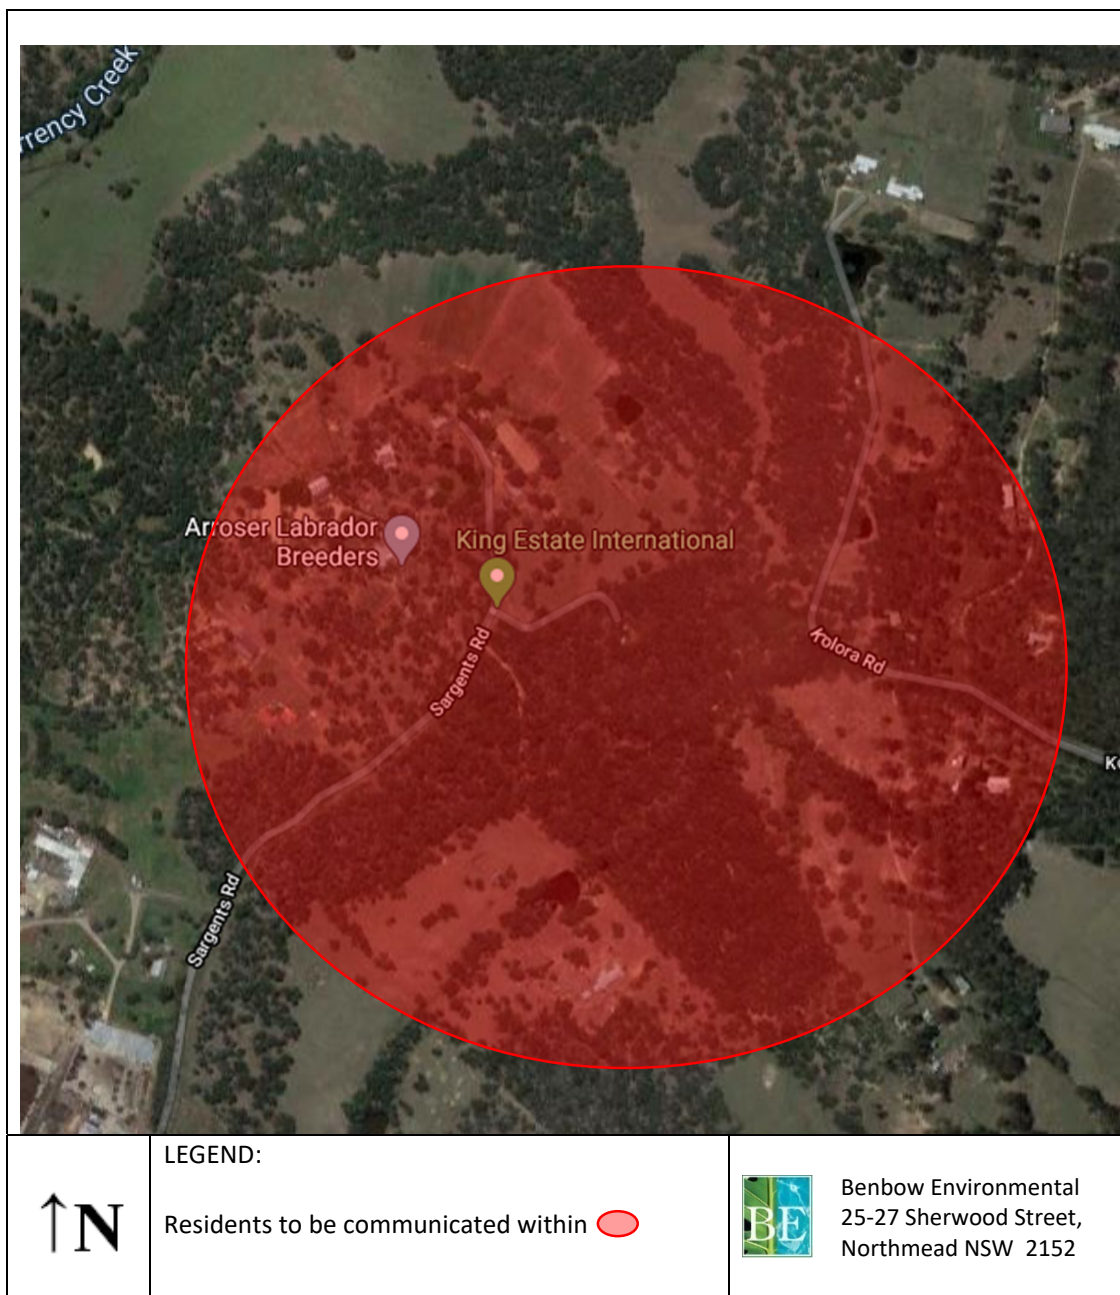 rrency Creek
Arroser Labrador
Breeders
King Estate International
Sargents Rd
Kolora Rd
Sargents Rd
↑N
LEGEND:
Residents to be communicated within
BE
Benbow Environmental
25-27 Sherwood Street,
Northmead NSW 2152